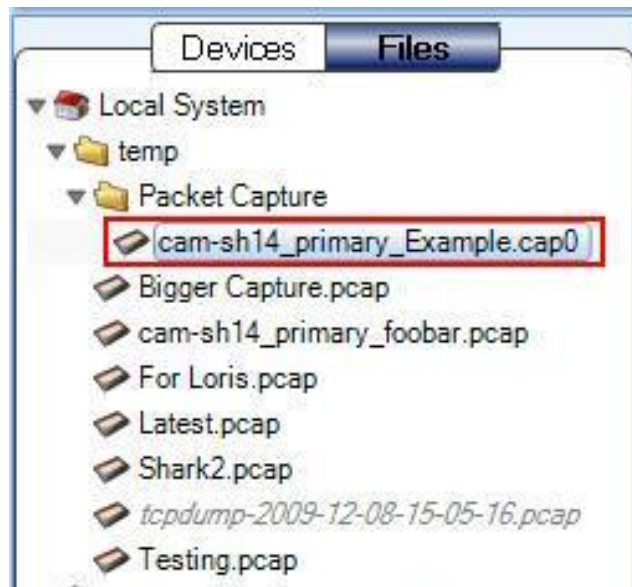 Devices Files
Local System
temp
Packet Capture
cam-sh14_primary_Example.cap0
Bigger Capture.pcap
cam-sh14_primary_foobar.pcap
For Loris.pcap
Latest.pcap
Shark2.pcap
tcpdump-2009-12-08-15-05-16.pcap
Testing.pcap